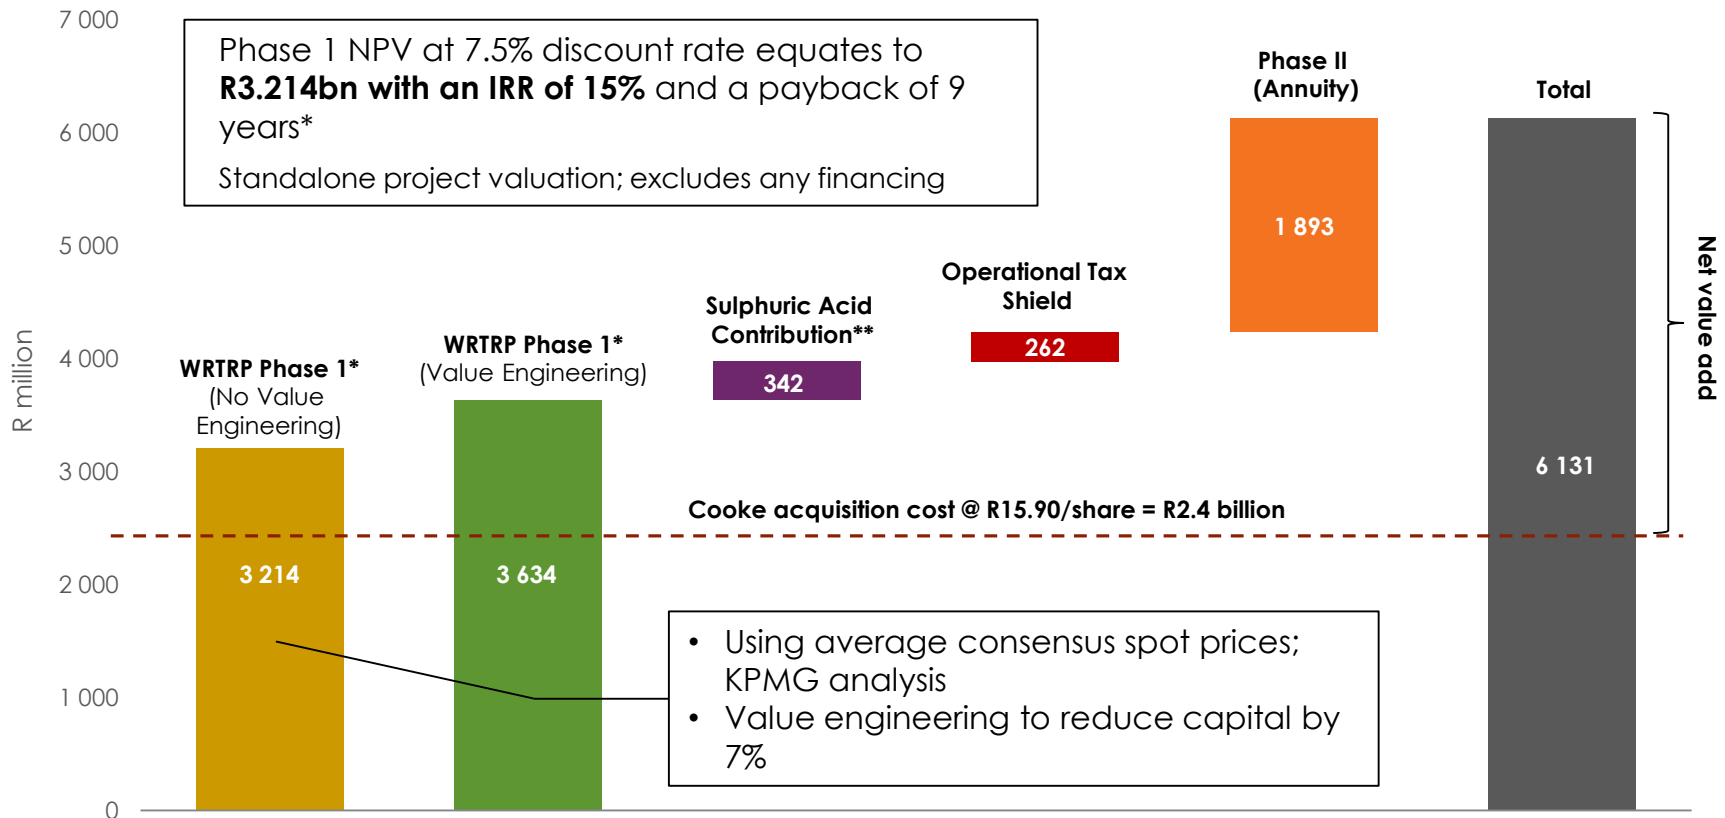 7 000
6 000
5 000
4 000
3 000
2 000
1 000
0
R million
Phase 1 NPV at 7.5% discount rate equates to
R3.214bn with an IRR of 15% and a payback of 9
years*
Standalone project valuation; excludes any financing
WRTRP Phase 1*
(No Value
Engineering)
3 214
WRTRP Phase 1*
(Value Engineering)
3 634
Sulphuric Acid
Contribution**
342
Operational Tax
Shield
262
Phase II
(Annuity)
1 893
Total
6 131
Net value add
Cooke acquisition cost @ R15.90/share = R2.4 billion
• Using average consensus spot prices;
KPMG analysis
• Value engineering to reduce capital by
7%